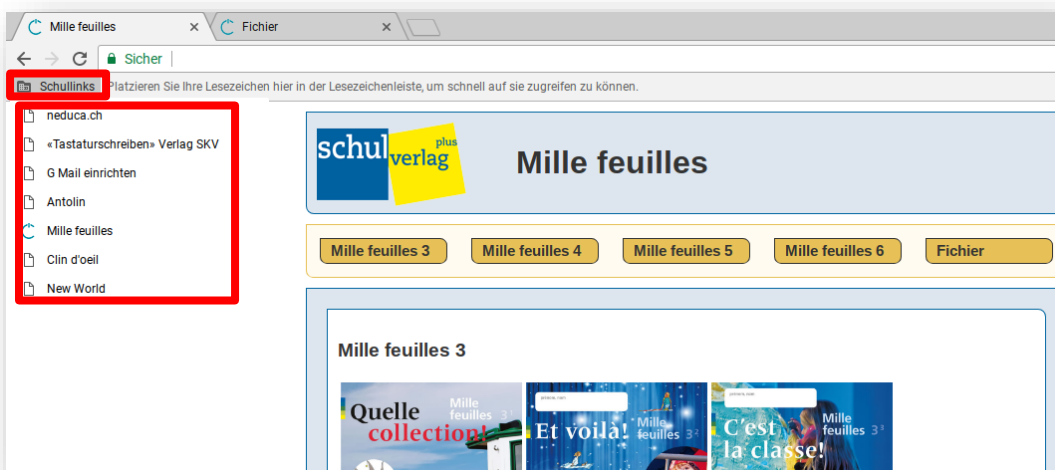 Mille feuilles
Fichier
Sicher
Schullinks Platzieren Sie Ihre Lesezeichen hier in der Lesezeichenleiste, um schnell auf sie zugreifen zu können.
neduca.ch
«Tastaturschreiben» Verlag SKV
G Mail einrichten
Antolin
Mille feuilles
Clin d'oeil
New World
schul plus
verlag
Mille feuilles
Mille feuilles 3 Mille feuilles 4 Mille feuilles 5 Mille feuilles 6 Fichier
Mille feuilles 3
Quelle
collection!
Mille
feuilles 3¹
Et voilà!
Mille
feuilles 3²
C'est
la classe!
Mille
feuilles 3³